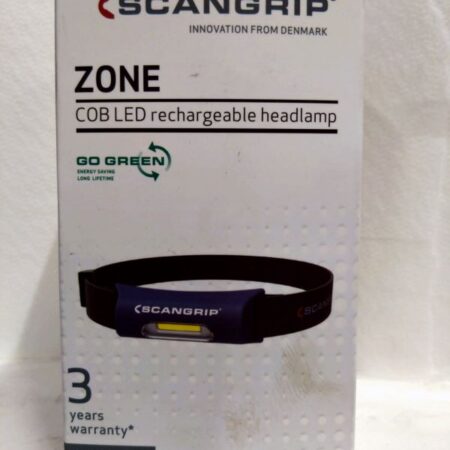 SCANGRIP®
INNOVATION FROM DENMARK
ZONE
COB LED rechargeable headlamp
GO GREEN
ENERGY SAVING
LONG LIFETIME
SCANGRIP
SCANGRIP
3
years
warranty*